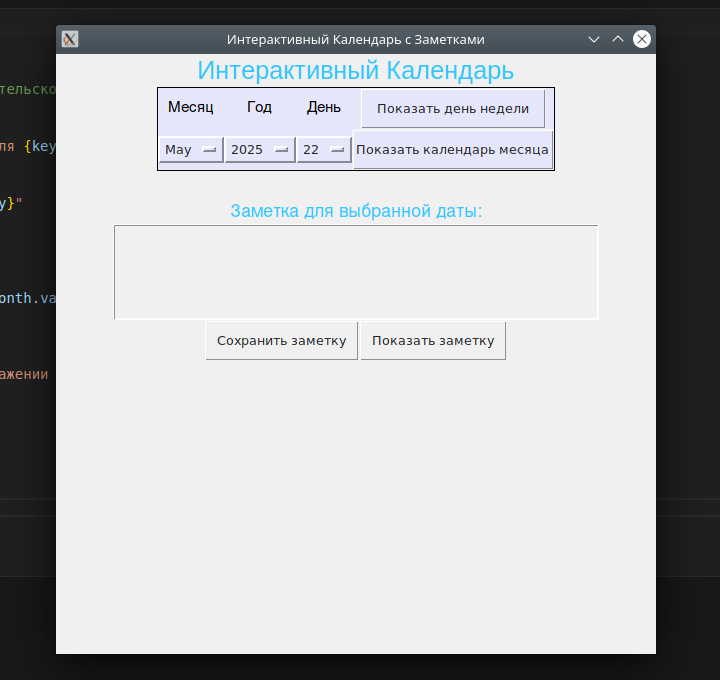 Интерактивный Календарь с Заметками
Интерактивный Календарь
Месяц Год День Показать день недели
May 2025 22 Показать календарь месяца
Заметка для выбранной даты:
Сохранить заметку Показать заметку
тельско
ля {key
y}"
onth.va
ажении